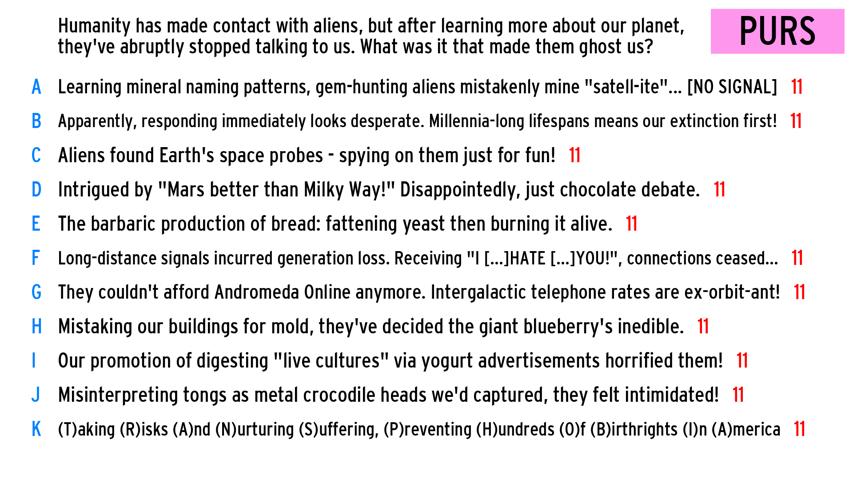 Humanity has made contact with aliens, but after learning more about our planet,
they've abruptly stopped talking to us. What was it that made them ghost us?
PURS
A Learning mineral naming patterns, gem-hunting aliens mistakenly mine "satell-ite"... [NO SIGNAL] 11
B Apparently, responding immediately looks desperate. Millennia-long lifespans means our extinction first! 11
C Aliens found Earth's space probes - spying on them just for fun! 11
D Intrigued by "Mars better than Milky Way!" Disappointedly, just chocolate debate. 11
E The barbaric production of bread: fattening yeast then burning it alive. 11
F Long-distance signals incurred generation loss. Receiving "I [...]HATE [...]YOU!", connections ceased... 11
G They couldn't afford Andromeda Online anymore. Intergalactic telephone rates are ex-orbit-ant! 11
H Mistaking our buildings for mold, they've decided the giant blueberry's inedible. 11
I Our promotion of digesting "live cultures" via yogurt advertisements horrified them! 11
J Misinterpreting tongs as metal crocodile heads we'd captured, they felt intimidated! 11
K (T)aking (R)isks (A)nd (N)urturing (S)uffering, (P)reventing (H)undreds (O)f (B)irthrights (I)n (A)merica 11